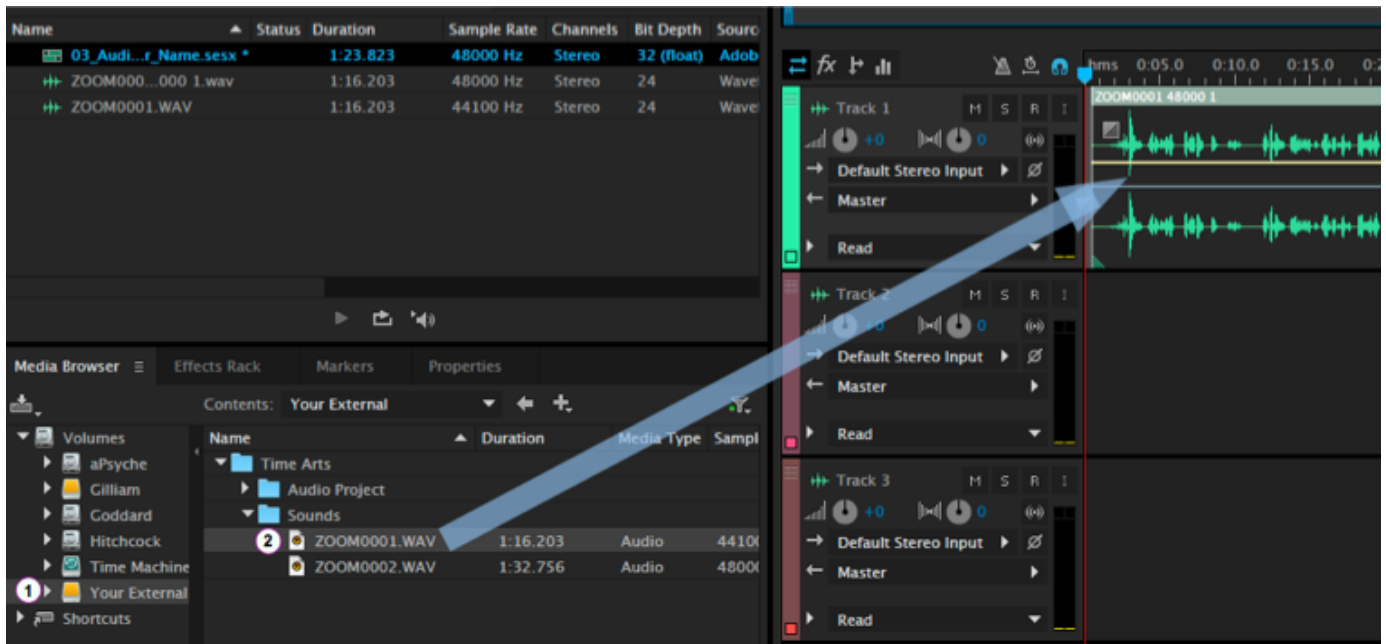 Name Status Duration Sample Rate Channels Bit Depth Sourc
03_Audi...r_Name.sesx * 1:23.823 48000 Hz Stereo 32 (float) Adob
ZOOM000...000 1.wav 1:16.203 48000 Hz Stereo 24 Wave
ZOOM0001.WAV 1:16.203 44100 Hz Stereo 24 Wave
Media Browser Effects Rack Markers Properties
Contents: Your External
Volumes
aPsyche
Gilliam
Goddard
Hitchcock
Time Machine
1 Your External
Shortcuts
Name Duration Media Type Sampl
Time Arts
Audio Project
Sounds
2 ZOOM0001.WAV 1:16.203 Audio 4410
ZOOM0002.WAV 1:32.756 Audio 4800
fx
hms 0:05.0 0:10.0 0:15.0 0:2
ZOOM0001 48000 1
Track 1 M S R I
+0 0
Default Stereo Input
Master
Read
Track 2 M S R I
+0 0
Default Stereo Input
Master
Read
Track 3 M S R I
+0 0
Default Stereo Input
Master
Read